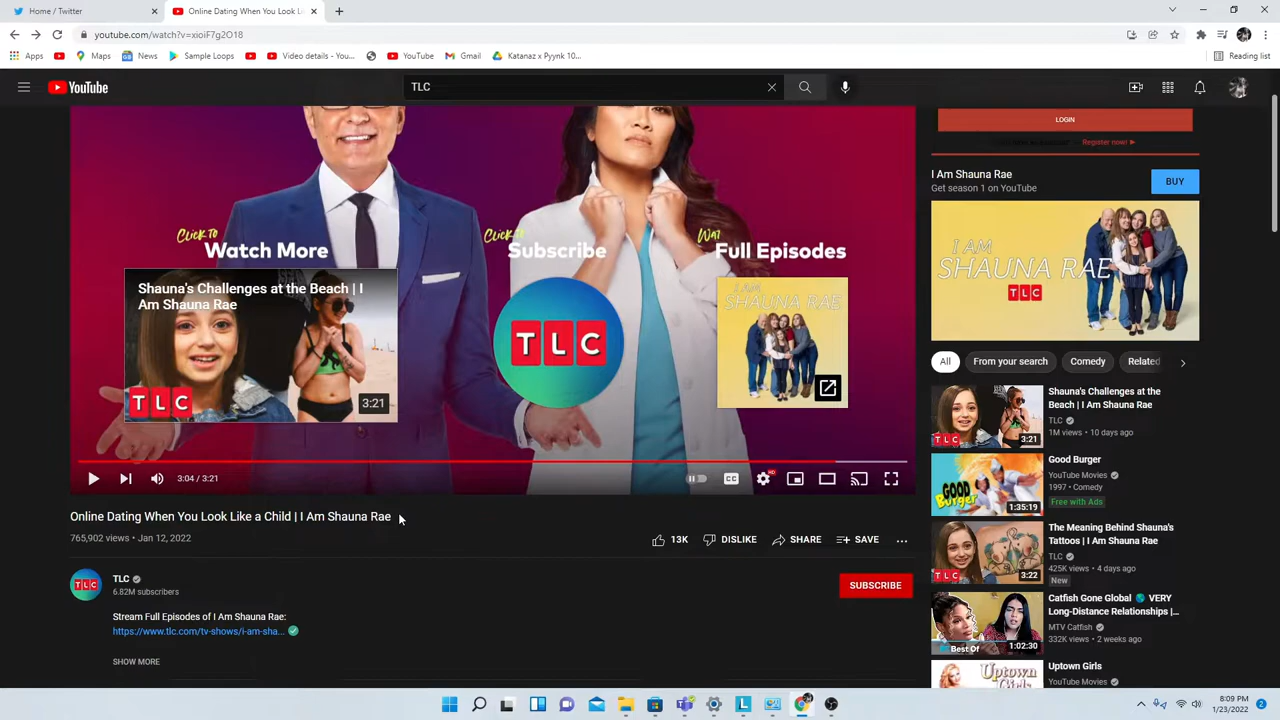 Home / Twitter
Online Dating When You Look Li
youtube.com/watch?v=xioiF7g2O18
Apps
Maps
News
Sample Loops
Video details - You...
YouTube
Gmail
Katanaz x Pyynk 10...
Reading list
YouTube
TLC
Click to
Watch More
Click to
Subscribe
Wat
Full Episodes
Shauna's Challenges at the Beach | I
Am Shauna Rae
TLC
3:21
TLC
I AM
SHAUNA RAE
3:04 / 3:21
CC
HD
Online Dating When You Look Like a Child | I Am Shauna Rae
765,902 views • Jan 12, 2022
13K
DISLIKE
SHARE
SAVE
TLC
6.82M subscribers
SUBSCRIBE
Stream Full Episodes of I Am Shauna Rae:
https://www.tlc.com/tv-shows/i-am-sha...
SHOW MORE
LOGIN
Register now!
I Am Shauna Rae
Get season 1 on YouTube
BUY
I AM
SHAUNA RAE
TLC
All
From your search
Comedy
Related
Shauna's Challenges at the
Beach | I Am Shauna Rae
TLC
1M views • 10 days ago
TLC
3:21
Good Burger
YouTube Movies
1997 • Comedy
Free with Ads
GOOD
BURGER
1:35:19
The Meaning Behind Shauna's
Tattoos | I Am Shauna Rae
TLC
425K views • 4 days ago
New
TLC
3:22
Catfish Gone Global 🌎 VERY
Long-Distance Relationships |...
MTV Catfish
332K views • 2 weeks ago
Best Of
1:02:30
Uptown Girls
YouTube Movies
Uptown
8:09 PM
1/23/2022
2